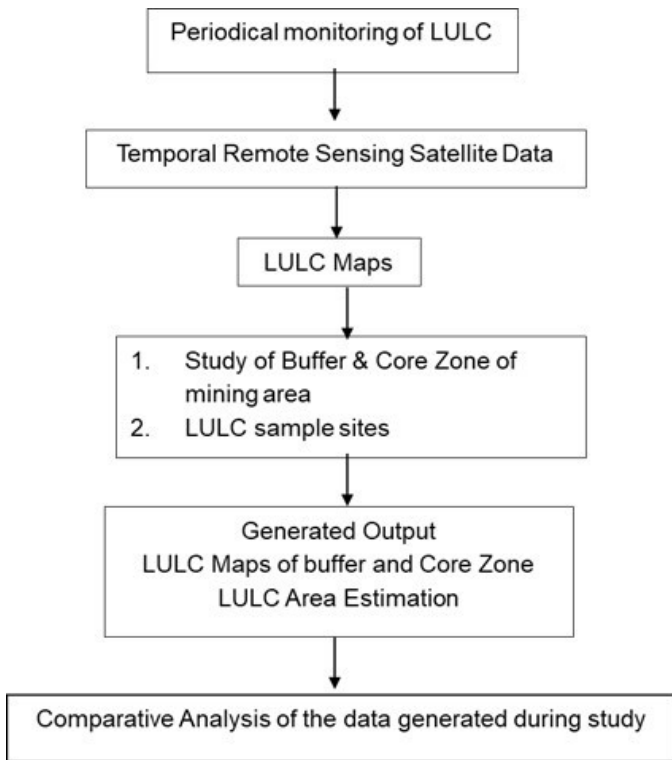 Periodical monitoring of LULC
Temporal Remote Sensing Satellite Data
LULC Maps
1. Study of Buffer & Core Zone of
mining area
2. LULC sample sites
Generated Output
LULC Maps of buffer and Core Zone
LULC Area Estimation
Comparative Analysis of the data generated during study